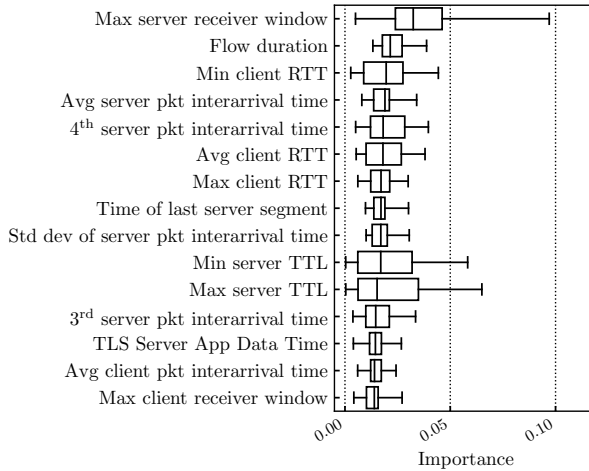 Max server receiver window
Flow duration
Min client RTT
Avg server pkt interarrival time
4th server pkt interarrival time
Avg client RTT
Max client RTT
Time of last server segment
Std dev of server pkt interarrival time
Min server TTL
Max server TTL
3rd server pkt interarrival time
TLS Server App Data Time
Avg client pkt interarrival time
Max client receiver window
0.00 0.05 0.10
Importance